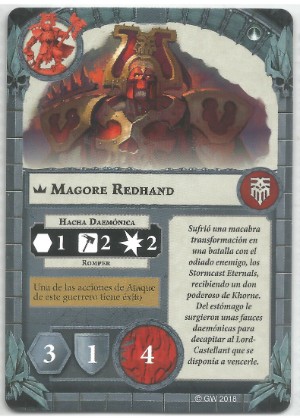 Magore Redhand
Hacha Daemónica
1 2 2
Romper
Una de las acciones de Ataque
de este guerrero tiene éxito
Sufrió una macabra
transformación en
una batalla con el
odiado enemigo, los
Stormcast Eternals,
recibiendo un don
poderoso de Khorne.
Del estómago le
surgieron unas fauces
daemónicas para
decapitar al Lord-
Castellant que se
disponía a vencerle.
3 1 4
© GW 2018